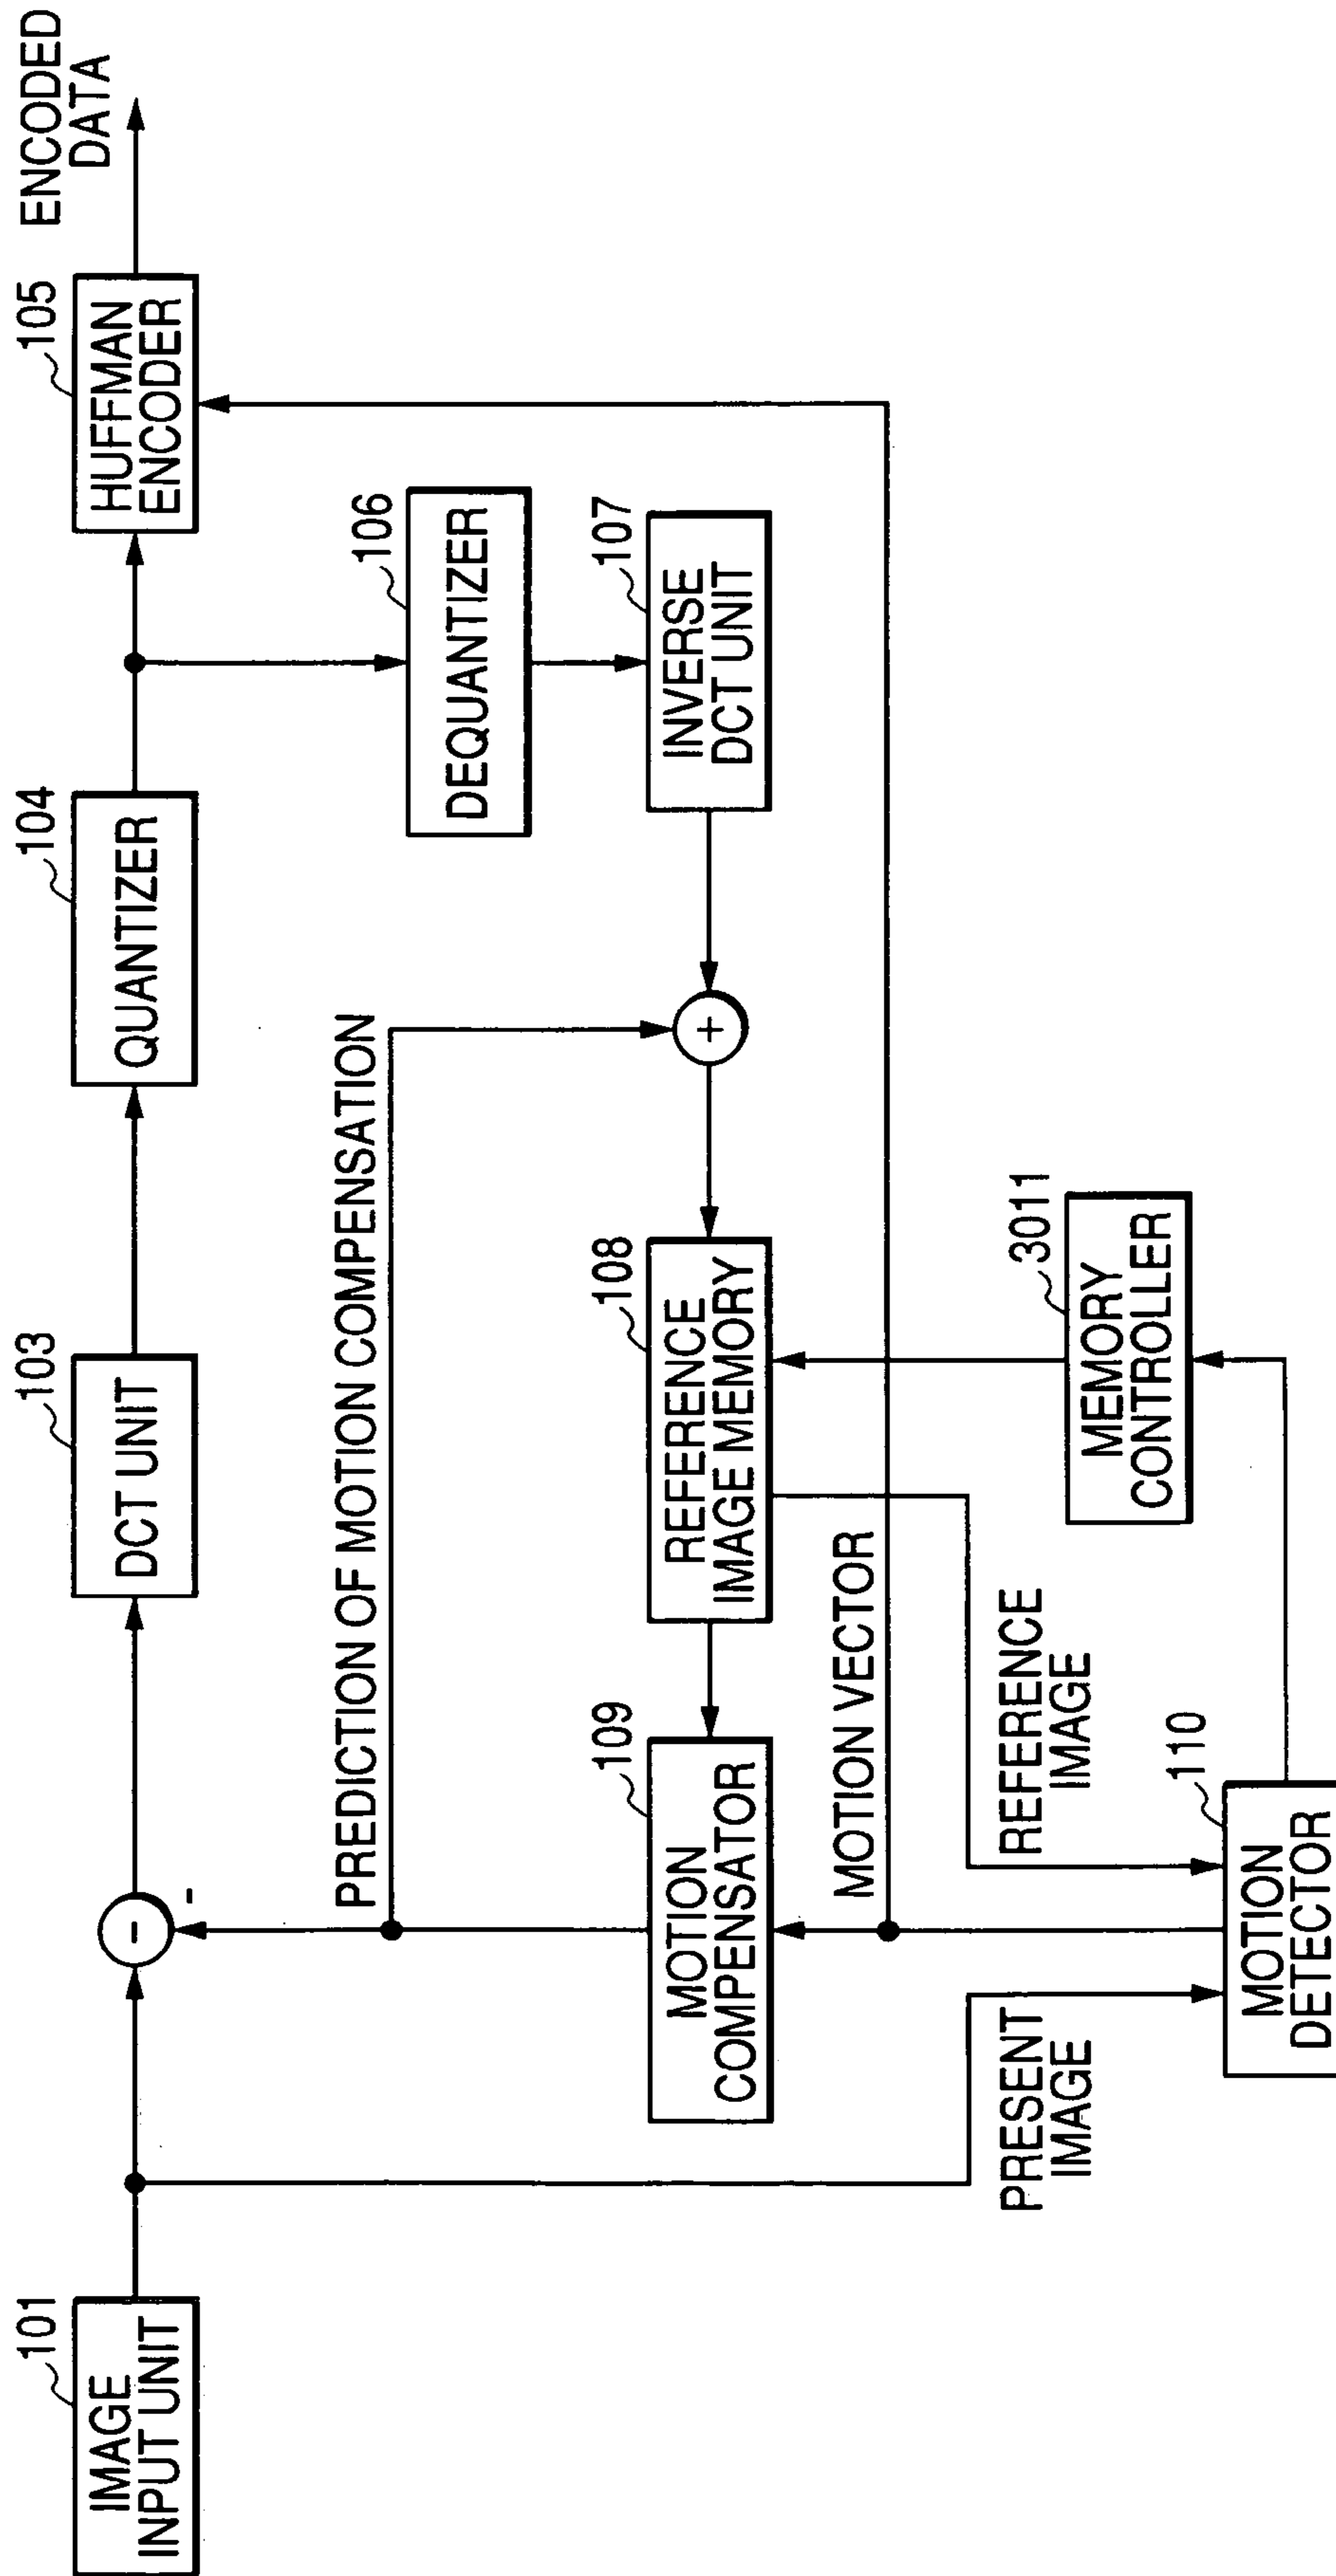 101
IMAGE
INPUT UNIT
-
-
103
DCT UNIT
104
QUANTIZER
105
HUFFMAN
ENCODER
ENCODED
DATA
PREDICTION OF MOTION COMPENSATION
106
DEQUANTIZER
109
MOTION
COMPENSATOR
108
REFERENCE
IMAGE MEMORY
+
107
INVERSE
DCT UNIT
MOTION VECTOR
PRESENT
IMAGE
REFERENCE
IMAGE
3011
MEMORY
CONTROLLER
110
MOTION
DETECTOR